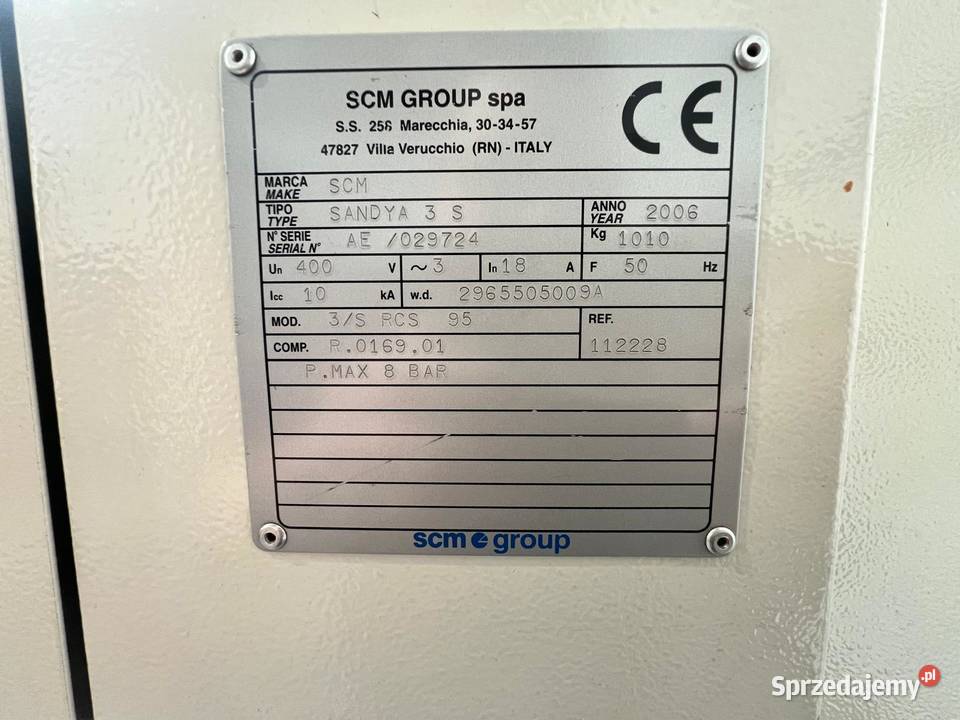 SCM GROUP spa
S.S. 258 Marecchia, 30-34-57
47827 Villa Verucchio (RN) - ITALY
CE
MARCA
MAKE
SCM
TIPO
TYPE
SANDYA 3 S
ANNO
YEAR
2006
N° SERIE
SERIAL N°
AE /029724
Kg 1010
Un 400 V ~ 3 In 18 A F 50 Hz
Icc 10 kA w.d. 2965505009A
MOD. 3/S RCS 95
REF.
COMP. R.0169.01
112228
P.MAX 8 BAR
scm group
Sprzedajemy.pl